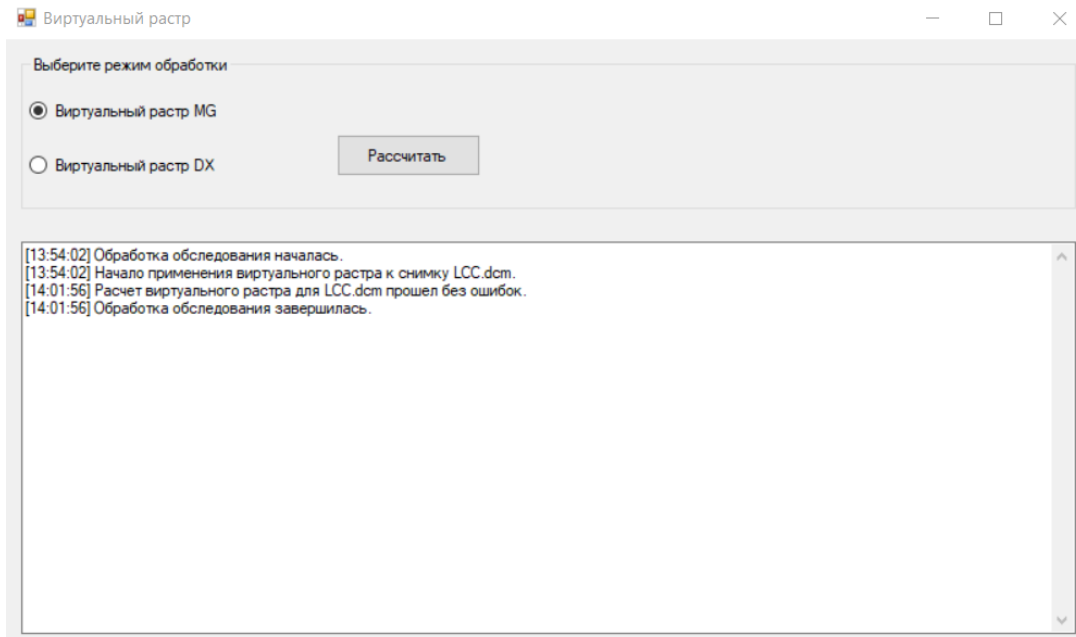 Виртуальный растр
Выберите режим обработки
Виртуальный растр MG
Рассчитать
Виртуальный растр DX
[13:54:02] Обработка обследования началась.
[13:54:02] Начало применения виртуального растра к снимку LCC.dcm.
[14:01:56] Расчет виртуального растра для LCC.dcm прошел без ошибок.
[14:01:56] Обработка обследования завершилась.